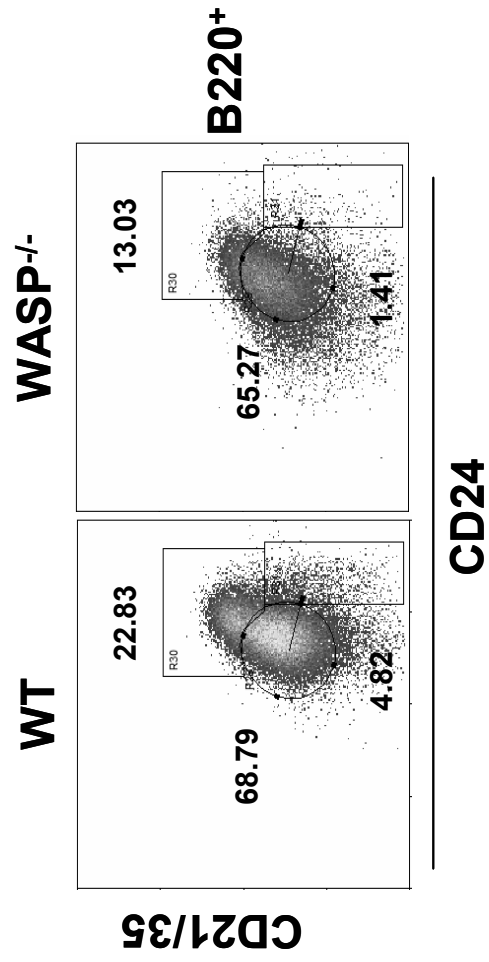 WT
WASP⁻/⁻
CD21/35
22.83
R30
68.79
4.82
13.03
R30
65.27
1.41
B220⁺
CD24